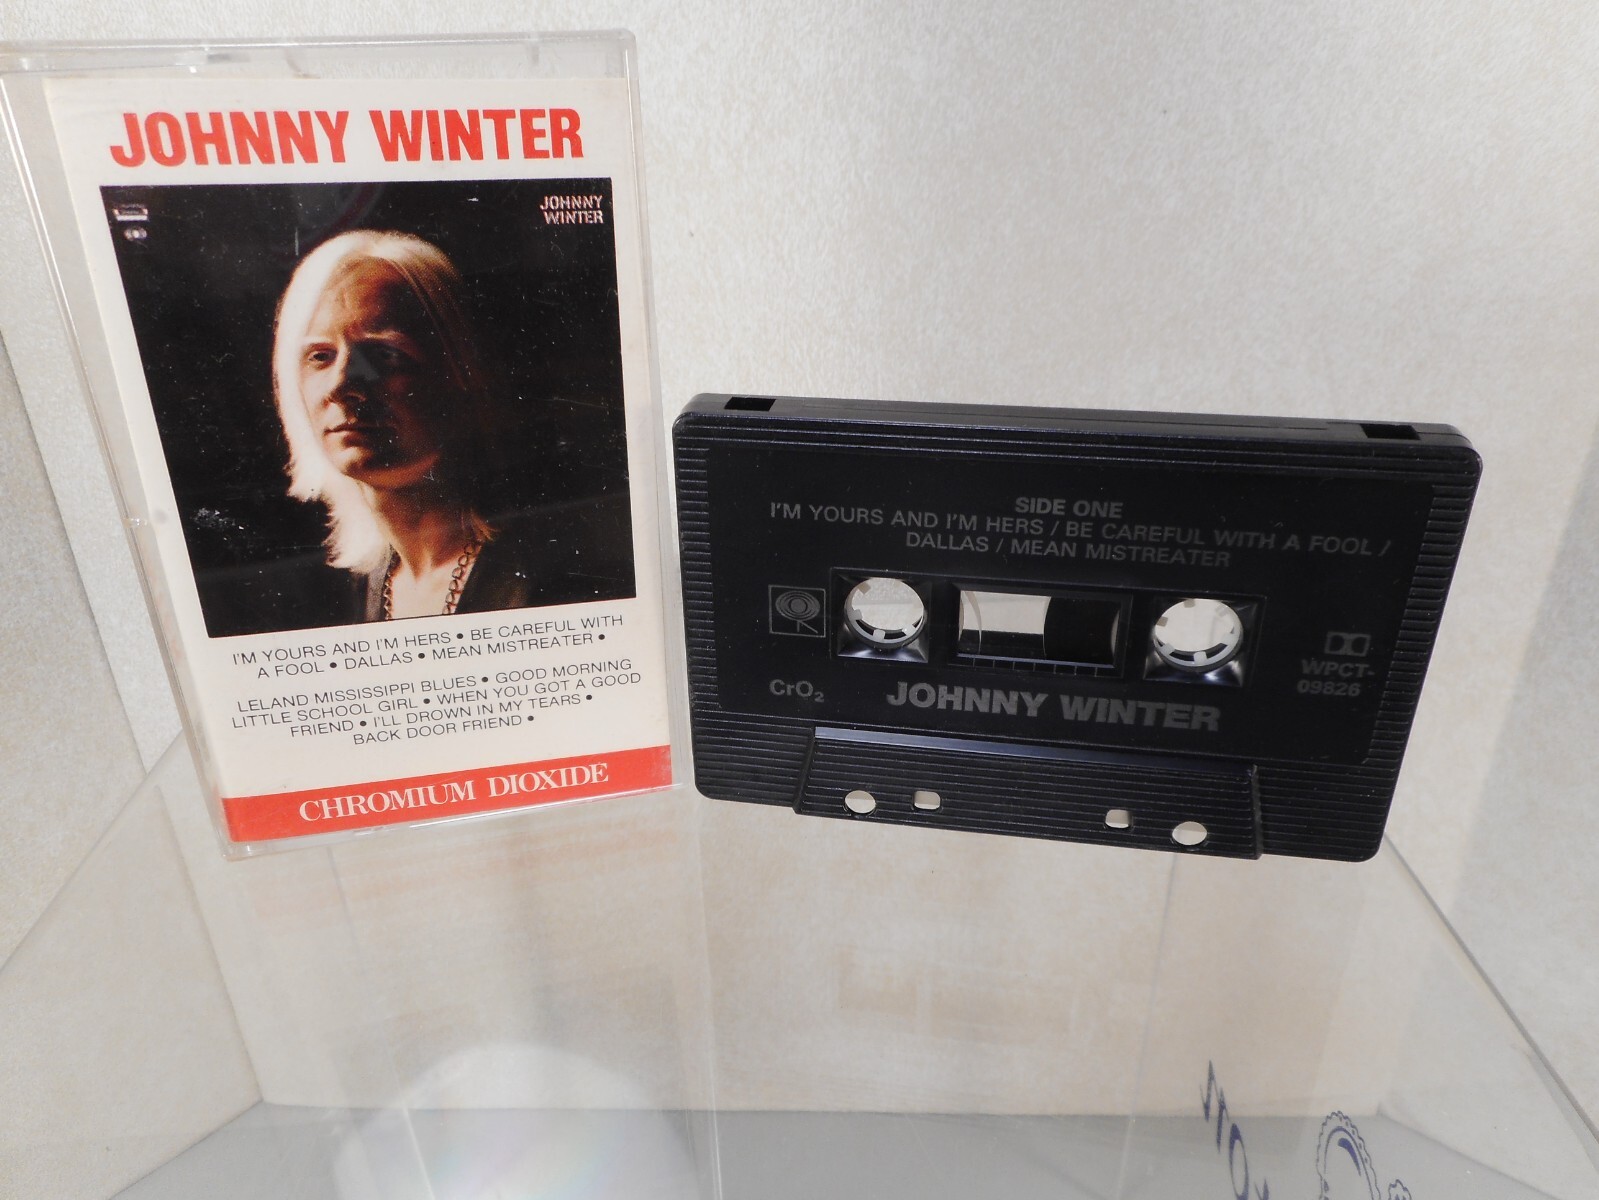 JOHNNY WINTER
JOHNNY
WINTER
I'M YOURS AND I'M HERS • BE CAREFUL WITH
A FOOL • DALLAS • MEAN MISTREATER •
LELAND MISSISSIPPI BLUES • GOOD MORNING
LITTLE SCHOOL GIRL • WHEN YOU GOT A GOOD
FRIEND • I'LL DROWN IN MY TEARS •
BACK DOOR FRIEND •
CHROMIUM DIOXIDE
SIDE ONE
I'M YOURS AND I'M HERS / BE CAREFUL WITH A FOOL /
DALLAS / MEAN MISTREATER
WPCT-
09826
CrO₂
JOHNNY WINTER